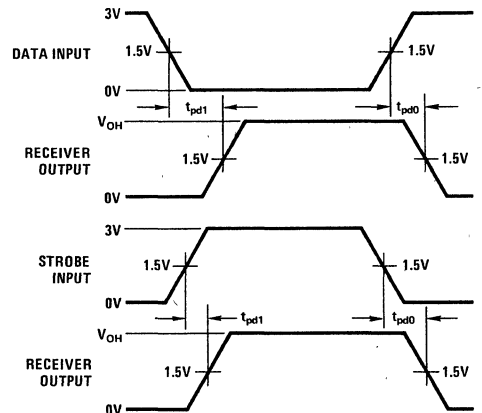 3V
DATA INPUT
1.5V
1.5V
0V
tpd1
tpd0
VOH
RECEIVER
OUTPUT
1.5V
1.5V
0V
3V
STROBE
INPUT
1.5V
1.5V
0V
tpd1
tpd0
VOH
RECEIVER
OUTPUT
1.5V
1.5V
0V